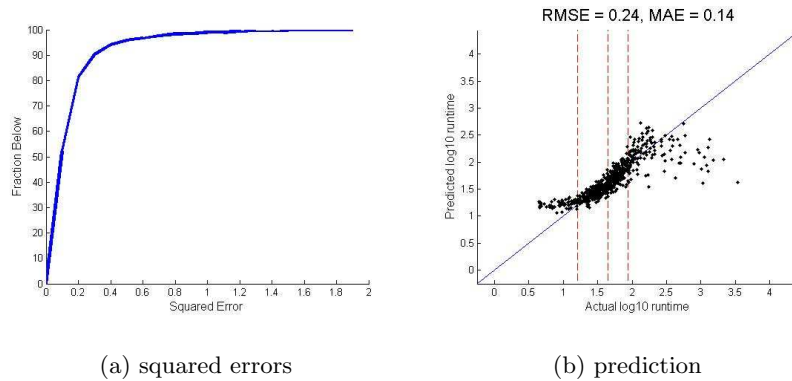 100
90
80
70
60
50
40
30
20
10
0
Fraction Below
0 0.2 0.4 0.6 0.8 1 1.2 1.4 1.6 1.8 2
Squared Error
(a) squared errors
RMSE = 0.24, MAE = 0.14
4
3.5
3
2.5
2
1.5
1
0.5
0
Predicted log10 runtime
0 0.5 1 1.5 2 2.5 3 3.5 4
Actual log10 runtime
(b) prediction